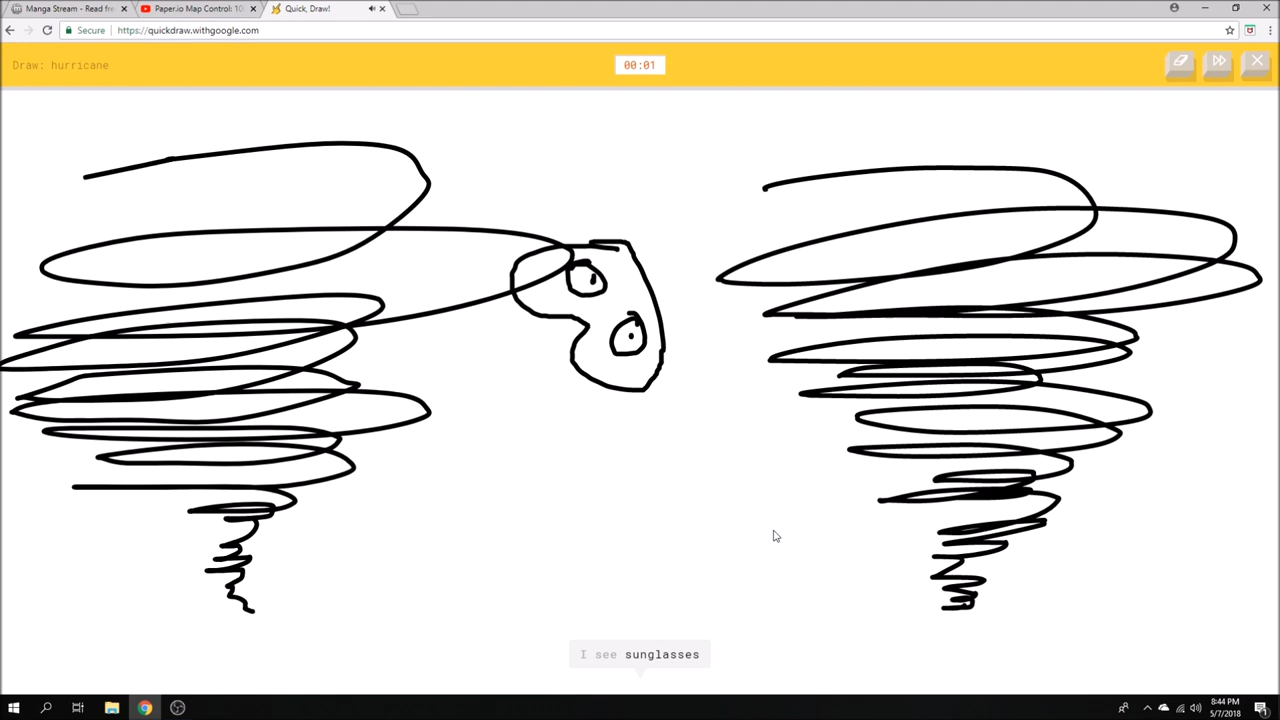 Manga Stream - Read fre
Paper.io Map Control: 10
Quick, Draw!
Secure
https://quickdraw.withgoogle.com
Draw: hurricane
00:01
I see sunglasses
8:44 PM
5/7/2018
1